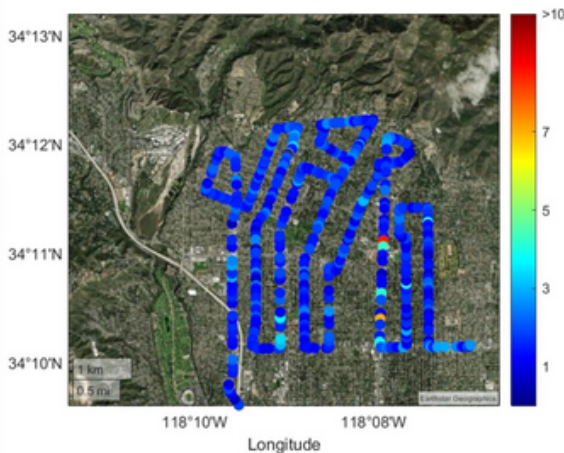 34°13'N
34°12'N
34°11'N
34°10'N
1 km
0.5 mi
Earthstar Geographics
118°10'W
118°08'W
Longitude
>10
7
5
3
1